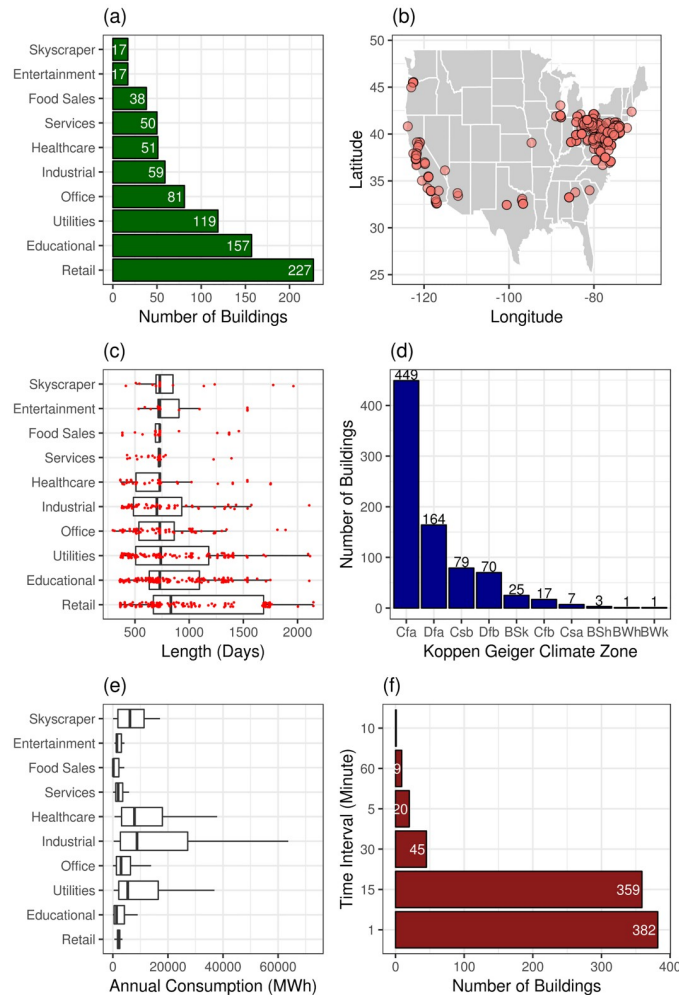 (a)
Skyscraper 17
Entertainment 17
Food Sales 38
Services 50
Healthcare 51
Industrial 59
Office 81
Utilities 119
Educational 157
Retail 227
0 50 100 150 200
Number of Buildings
(b)
Latitude
50
45
40
35
30
25
-120 -100 -80
Longitude
(c)
Skyscraper
Entertainment
Food Sales
Services
Healthcare
Industrial
Office
Utilities
Educational
Retail
500 1000 1500 2000
Length (Days)
(d)
Number of Buildings
400
300
200
100
0
449 164 79 70 25 17 7 3 1 1
Cfa Dfa Csb Dfb BSk Cfb Csa BSh BWh BWk
Koppen Geiger Climate Zone
(e)
Skyscraper
Entertainment
Food Sales
Services
Healthcare
Industrial
Office
Utilities
Educational
Retail
0 20000 40000 60000
Annual Consumption (MWh)
(f)
Time Interval (Minute)
10
60 9
5 20
30 45
15 359
1 382
0 100 200 300 400
Number of Buildings